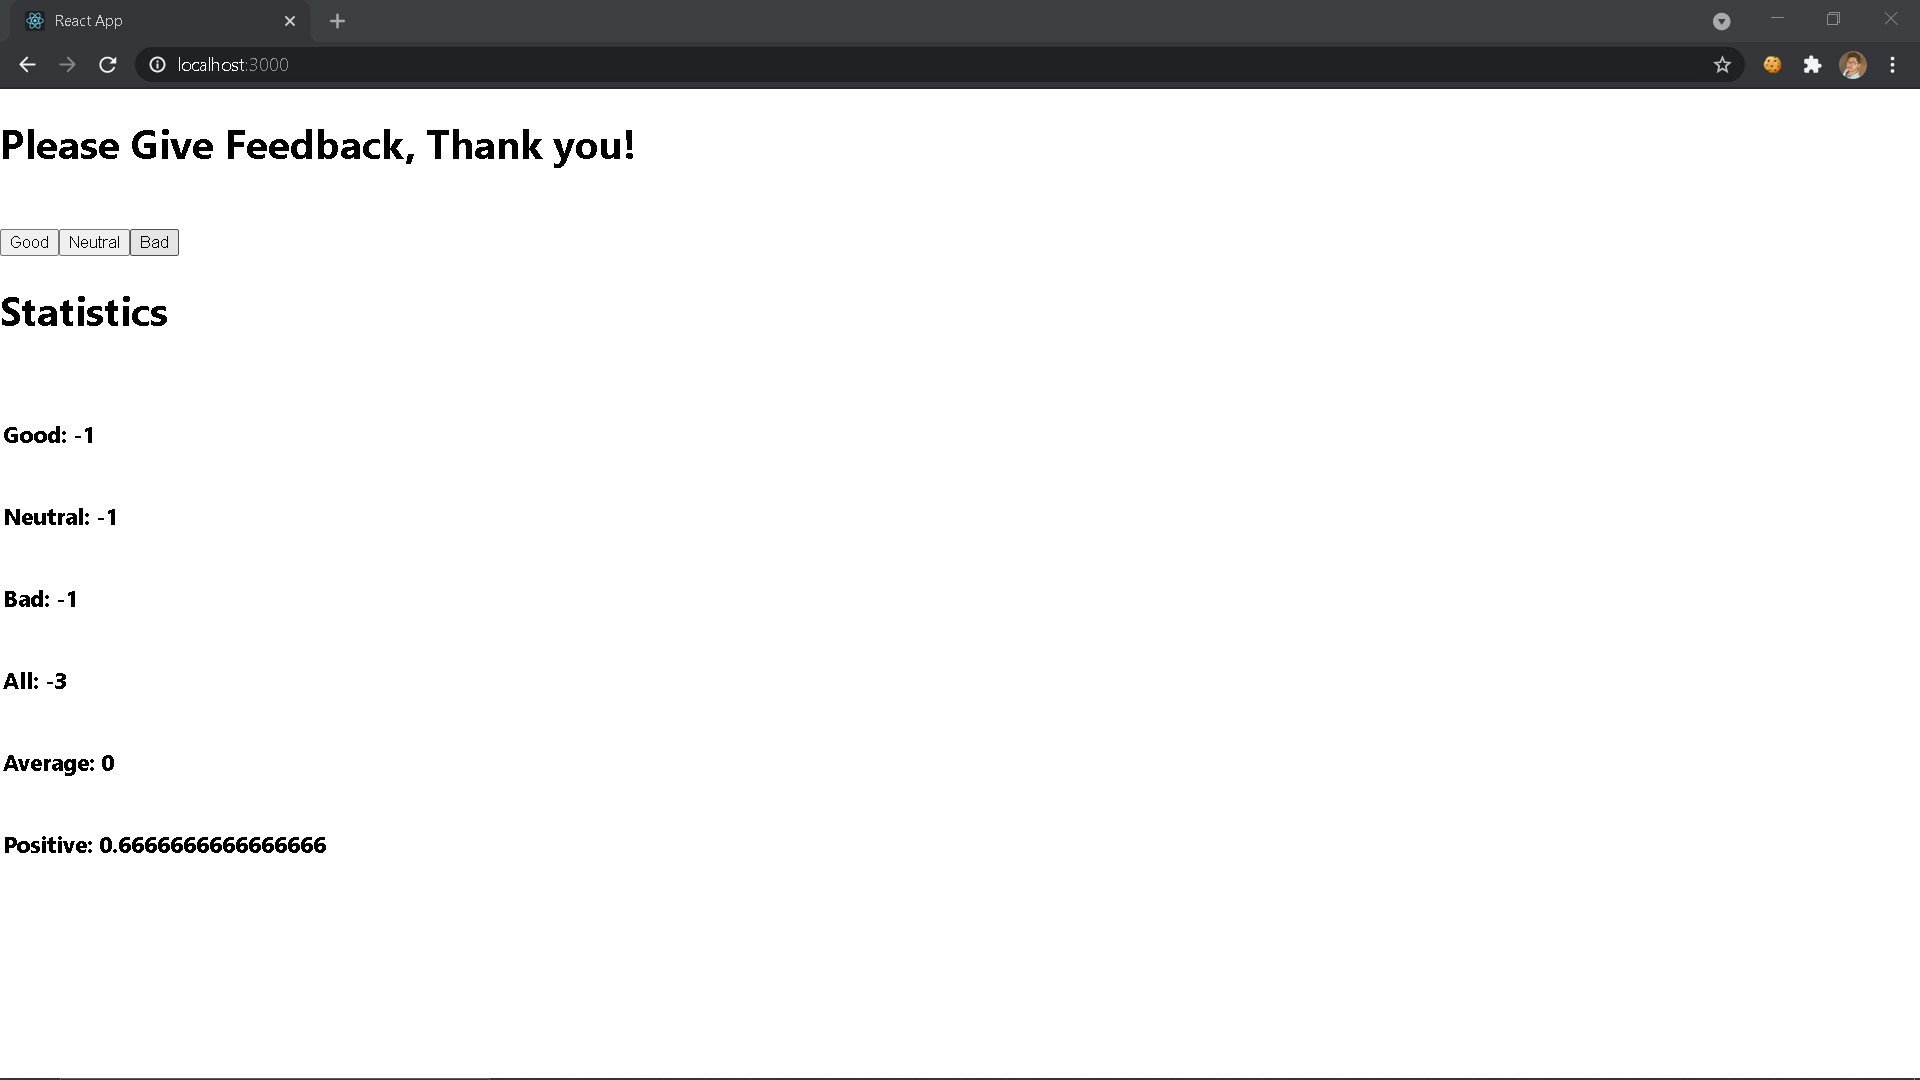 React App
localhost:3000
Please Give Feedback, Thank you!
Good Neutral Bad
Statistics
Good: -1
Neutral: -1
Bad: -1
All: -3
Average: 0
Positive: 0.6666666666666666